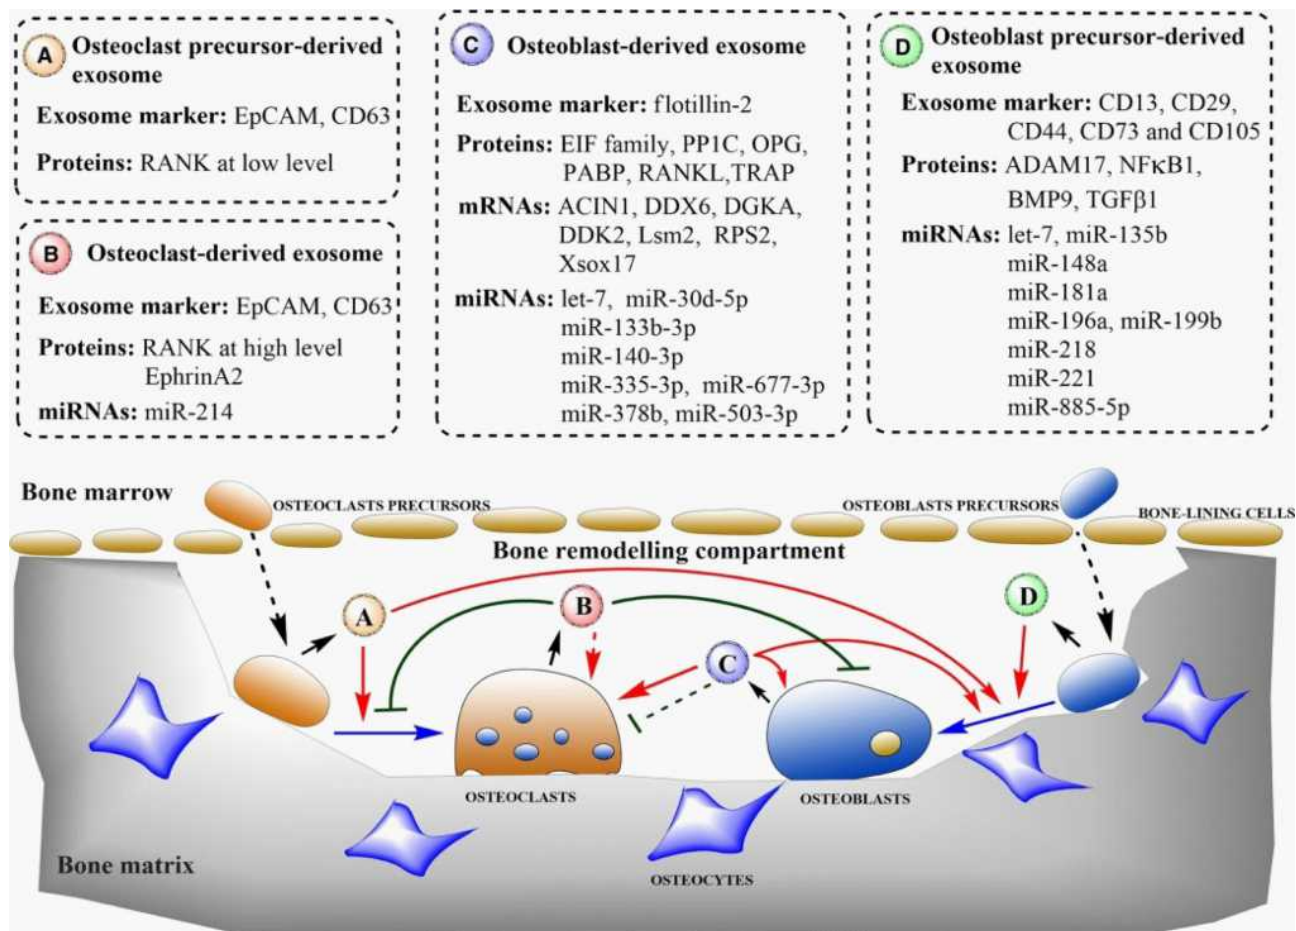 A
Osteoclast precursor-derived
exosome
Exosome marker: EpCAM, CD63
Proteins: RANK at low level
B
Osteoclast-derived exosome
Exosome marker: EpCAM, CD63
Proteins: RANK at high level
EphrinA2
miRNAs: miR-214
C
Osteoblast-derived exosome
Exosome marker: flotillin-2
Proteins: EIF family, PP1C, OPG,
PABP, RANKL,TRAP
mRNAs: ACIN1, DDX6, DGKA,
DDK2, Lsm2, RPS2,
Xsox17
miRNAs: let-7, miR-30d-5p
miR-133b-3p
miR-140-3p
miR-335-3p, miR-677-3p
miR-378b, miR-503-3p
D
Osteoblast precursor-derived
exosome
Exosome marker: CD13, CD29,
CD44, CD73 and CD105
Proteins: ADAM17, NFκB1,
BMP9, TGFβ1
miRNAs: let-7, miR-135b
miR-148a
miR-181a
miR-196a, miR-199b
miR-218
miR-221
miR-885-5p
Bone marrow
OSTEOCLASTS PRECURSORS
OSTEOBLASTS PRECURSORS
BONE-LINING CELLS
Bone remodelling compartment
A
B
C
D
OSTEOCLASTS
OSTEOBLASTS
Bone matrix
OSTEOCYTES